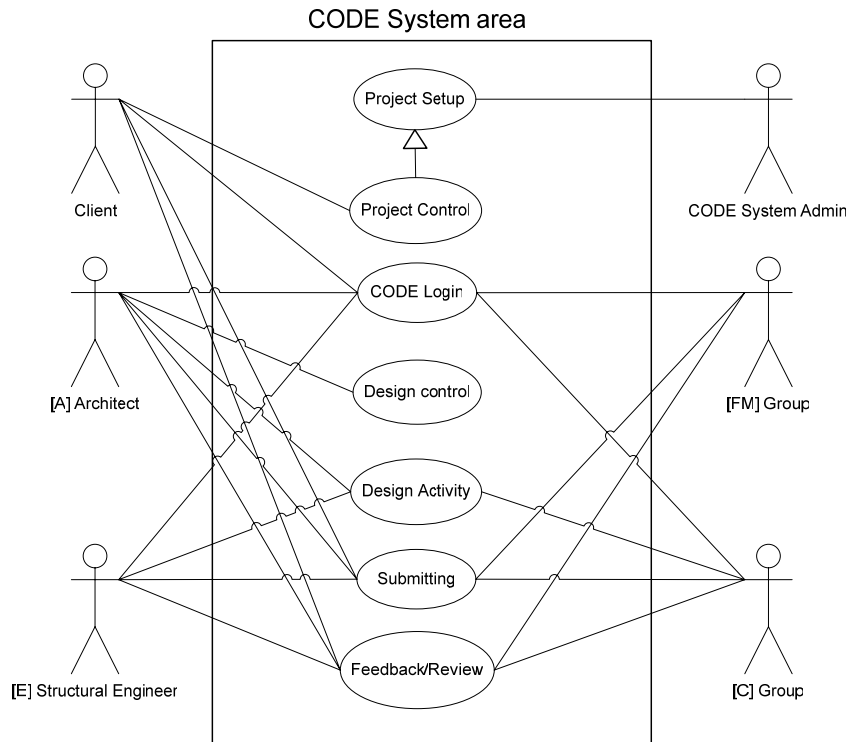 CODE System area
Project Setup
Client
Project Control
CODE System Admin
CODE Login
Design control
[A] Architect
[FM] Group
Design Activity
Submitting
Feedback/Review
[E] Structural Engineer
[C] Group